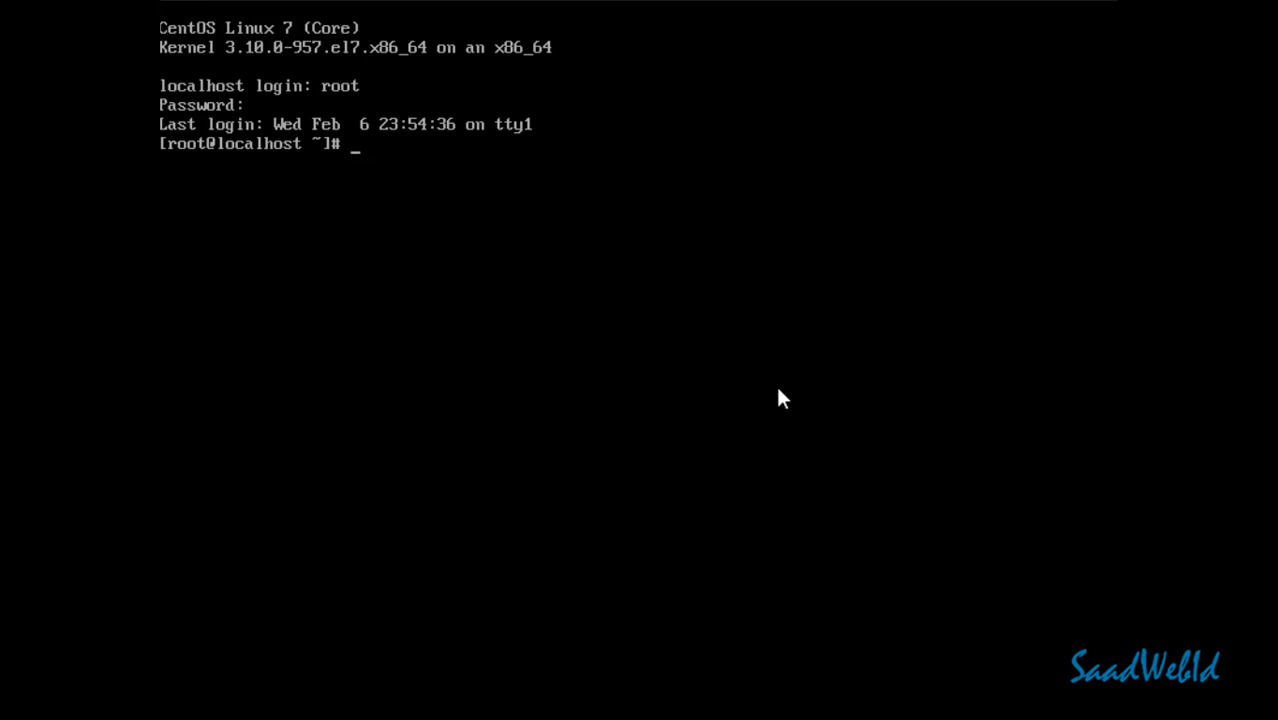 CentOS Linux 7 (Core)
Kernel 3.10.0-957.el7.x86_64 on an x86_64
localhost login: root
Password:
Last login: Wed Feb  6 23:54:36 on tty1
[root@localhost ~]# _
SaadWebId